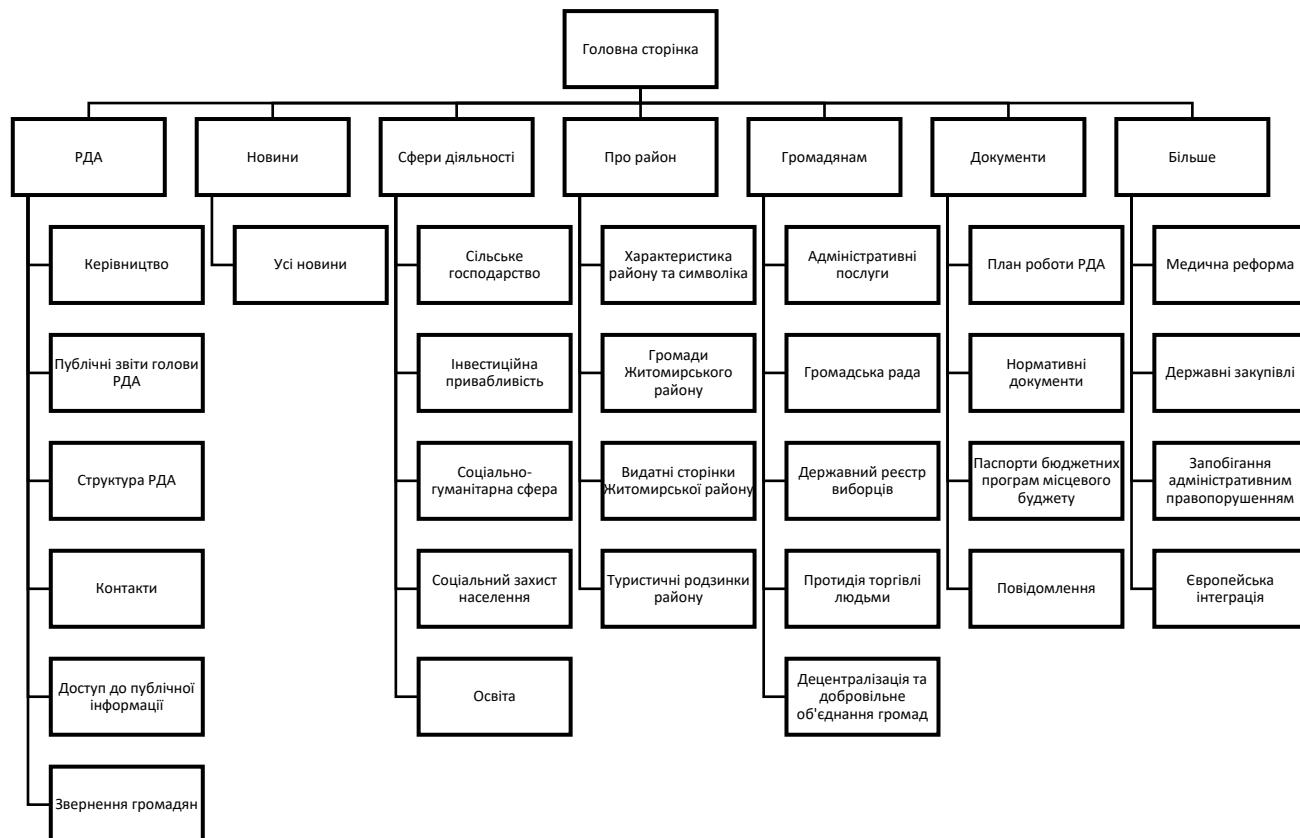 Головна сторінка
РДА
Новини
Сфери діяльності
Про район
Громадянам
Документи
Більше
Керівництво
Публічні звіти голови
РДА
Структура РДА
Контакти
Доступ до публічної
інформації
Звернення громадян
Усі новини
Сільське
господарство
Інвестиційна
привабливість
Соціально-
гуманітарна сфера
Соціальний захист
населення
Освіта
Характеристика
району та символіка
Громади
Житомирського
району
Видатні сторінки
Житомирської району
Туристичні родзинки
району
Адміністративні
послуги
Громадська рада
Державний реєстр
виборців
Протидія торгівлі
людьми
Децентралізація та
добровільне
об'єднання громад
План роботи РДА
Нормативні
документи
Паспорти бюджетних
програм місцевого
бюджету
Повідомлення
Медична реформа
Державні закупівлі
Запобігання
адміністративним
правопорушенням
Європейська
інтеграція